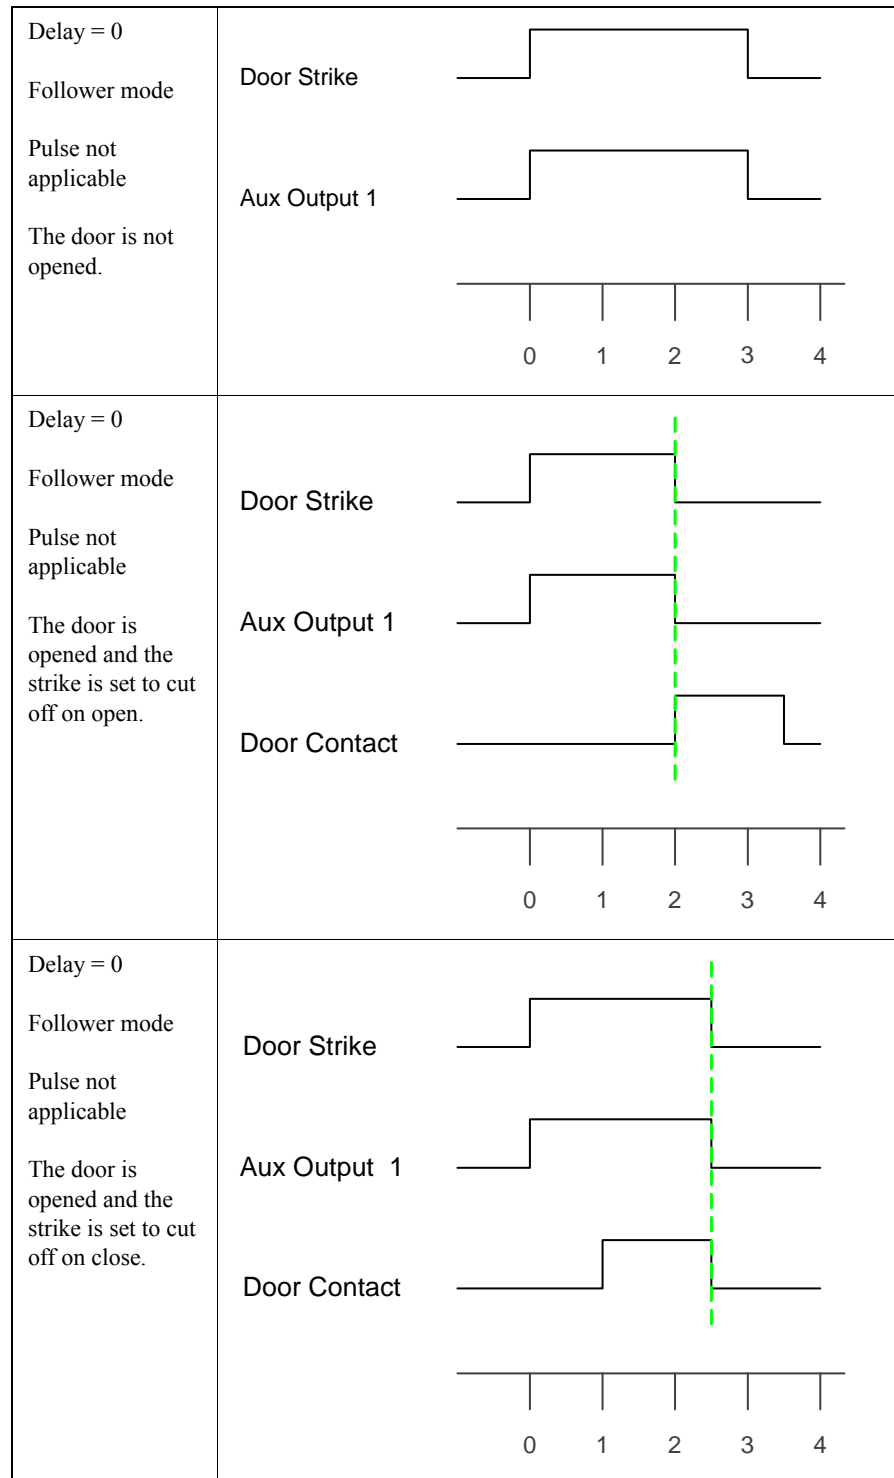 Delay = 0
Follower mode
Pulse not
applicable
The door is not
opened.
Door Strike
Aux Output 1
0 1 2 3 4
Delay = 0
Follower mode
Pulse not
applicable
The door is
opened and the
strike is set to cut
off on open.
Door Strike
Aux Output 1
Door Contact
0 1 2 3 4
Delay = 0
Follower mode
Pulse not
applicable
The door is
opened and the
strike is set to cut
off on close.
Door Strike
Aux Output 1
Door Contact
0 1 2 3 4